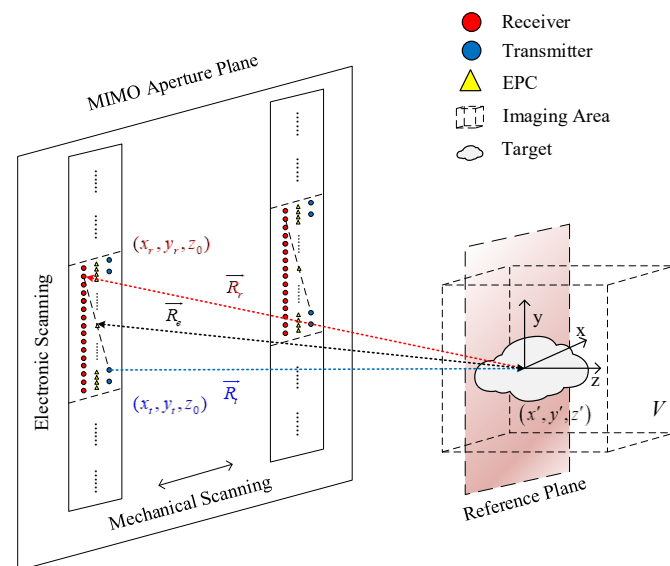 Receiver
Transmitter
EPC
Imaging Area
Target
MIMO Aperture Plane
Electronic Scanning
Mechanical Scanning
(x_r, y_r, z_0)
R_r
R_e
(x_t, y_t, z_0)
R_t
y
x
z
(x′, y′, z′)
V
Reference Plane